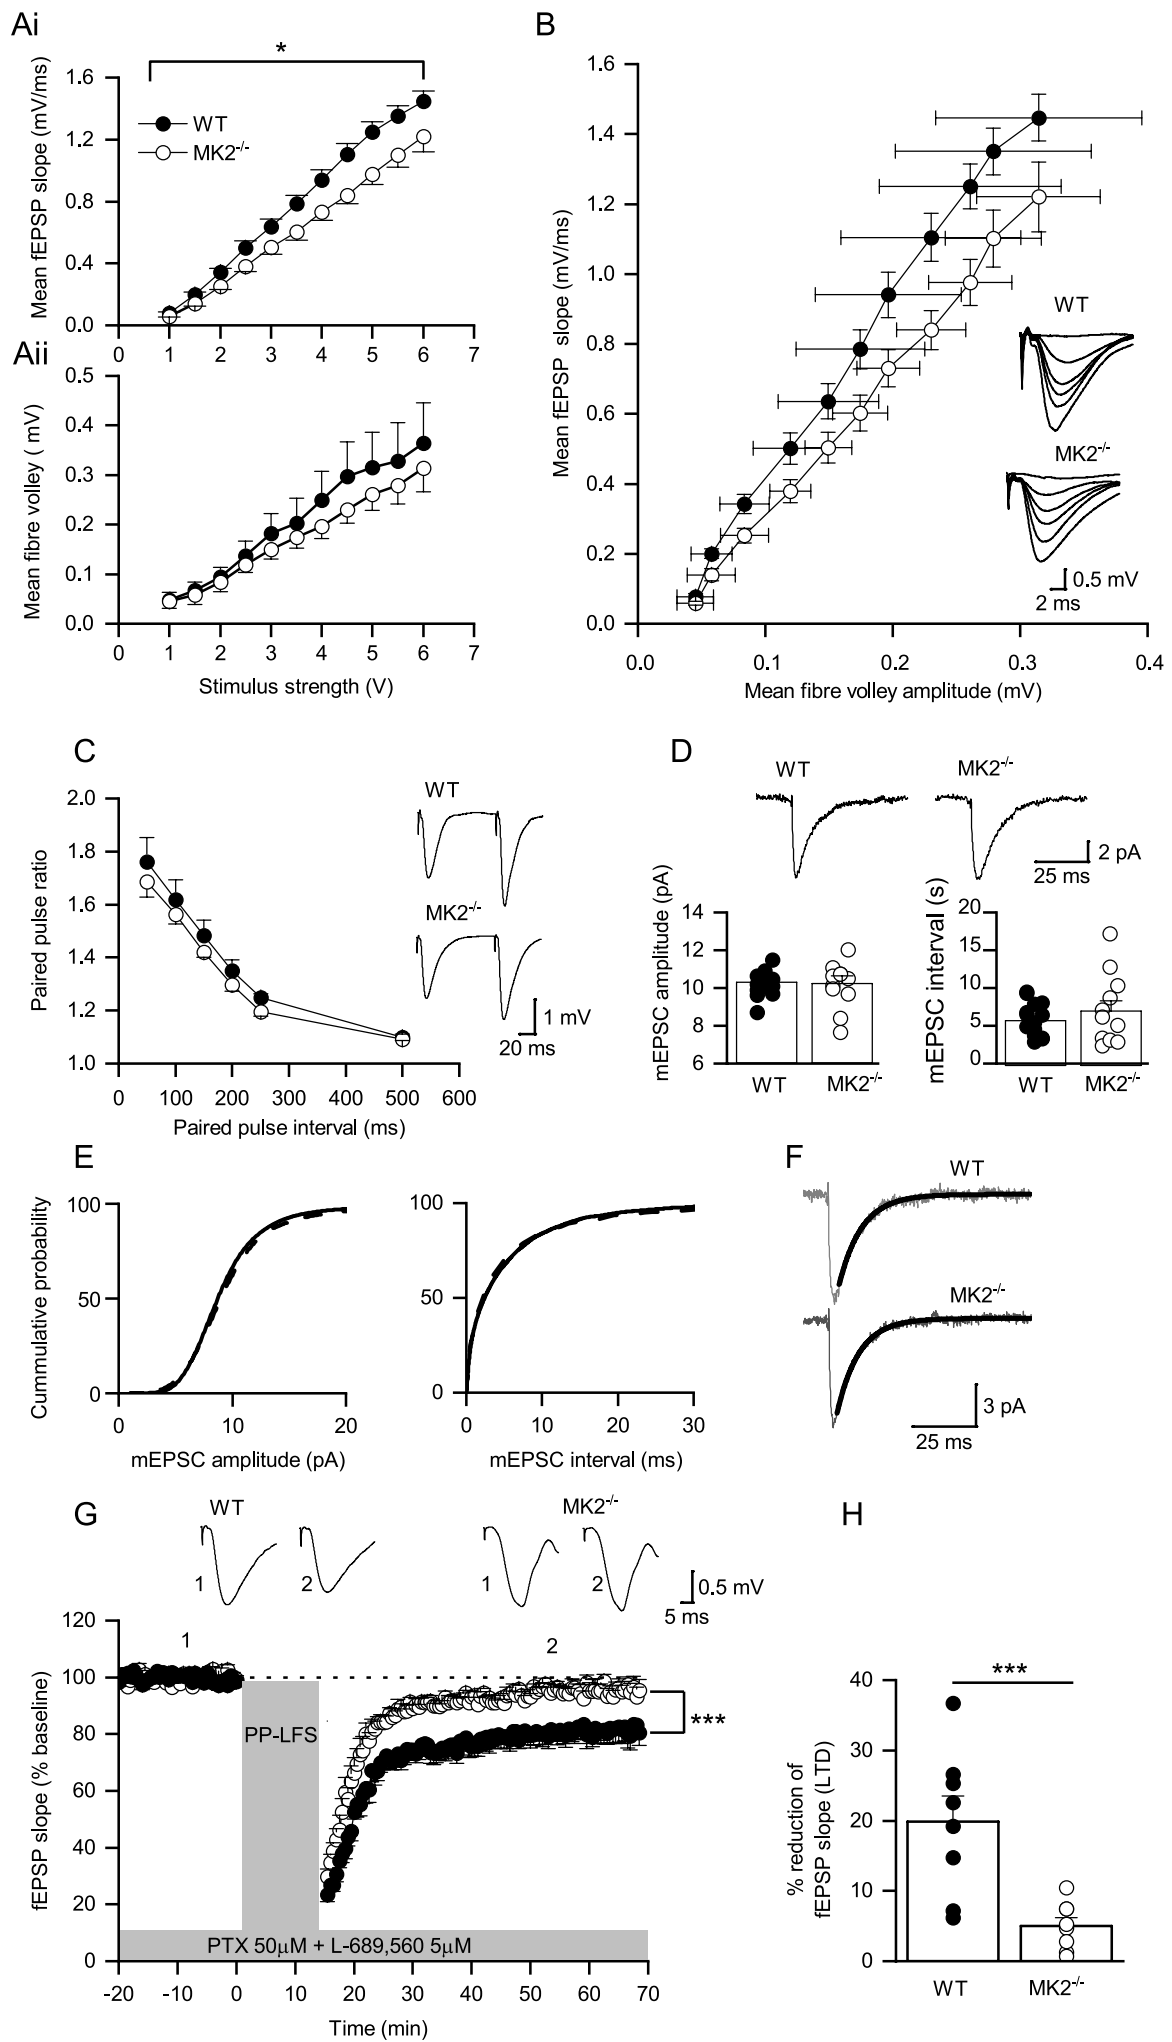 Ai
*
Mean fEPSP slope (mV/ms)
1.6
1.2
0.8
0.4
0.0
WT
MK2-/-
0 1 2 3 4 5 6 7
Aii
Mean fibre volley ( mV)
0.5
0.4
0.3
0.2
0.1
0.0
0 1 2 3 4 5 6 7
Stimulus strength (V)
B
Mean fEPSP slope (mV/ms)
1.6
1.4
1.2
1.0
0.8
0.6
0.4
0.2
0.0
WT
MK2-/-
0.5 mV
2 ms
0.0 0.1 0.2 0.3 0.4
Mean fibre volley amplitude (mV)
C
Paired pulse ratio
2.0
1.8
1.6
1.4
1.2
1.0
WT
MK2-/-
1 mV
20 ms
0 100 200 300 400 500 600
Paired pulse interval (ms)
D
WT
MK2-/-
2 pA
25 ms
mEPSC amplitude (pA)
14
12
10
8
6
WT MK2-/-
mEPSC interval (s)
20
15
10
5
0
WT MK2-/-
E
Cummulative probability
100
50
0
0 10 20
mEPSC amplitude (pA)
100
50
0
0 10 20 30
mEPSC interval (ms)
F
WT
MK2-/-
3 pA
25 ms
G
WT
1 2
MK2-/-
1 2
0.5 mV
5 ms
fEPSP slope (% baseline)
120
100
80
60
40
20
0
1
2
PP-LFS
***
PTX 50µM + L-689,560 5µM
-20 -10 0 10 20 30 40 50 60 70
Time (min)
H
***
% reduction of
fEPSP slope (LTD)
40
30
20
10
0
WT MK2-/-